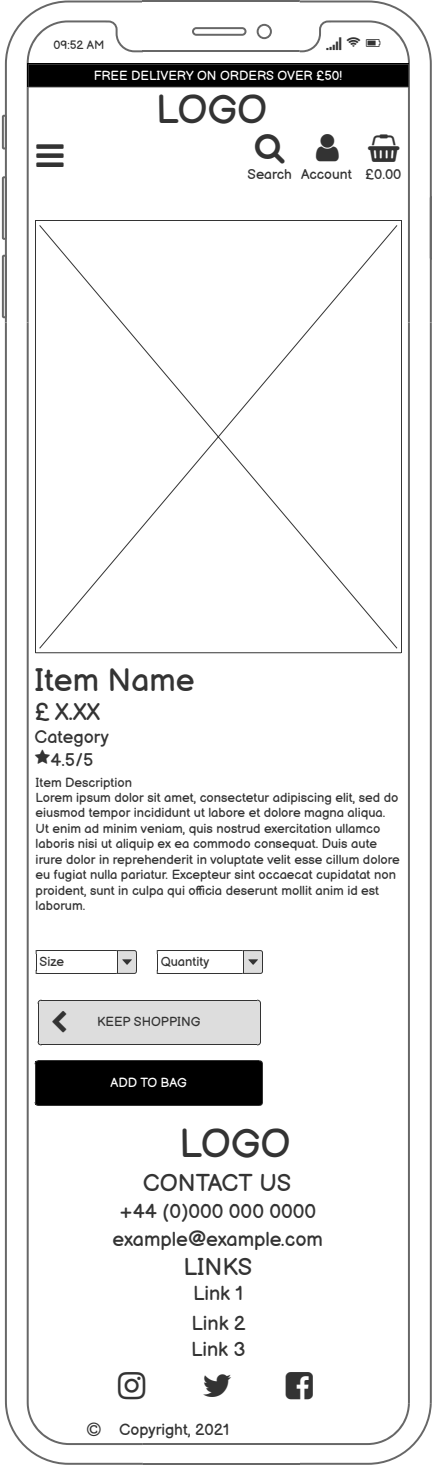 09:52 AM
FREE DELIVERY ON ORDERS OVER £50!
LOGO
Search Account £0.00
Item Name
£ X.XX
Category
4.5/5
Item Description
Lorem ipsum dolor sit amet, consectetur adipiscing elit, sed do
eiusmod tempor incididunt ut labore et dolore magna aliqua.
Ut enim ad minim veniam, quis nostrud exercitation ullamco
laboris nisi ut aliquip ex ea commodo consequat. Duis aute
irure dolor in reprehenderit in voluptate velit esse cillum dolore
eu fugiat nulla pariatur. Excepteur sint occaecat cupidatat non
proident, sunt in culpa qui officia deserunt mollit anim id est
laborum.
Size Quantity
KEEP SHOPPING
ADD TO BAG
LOGO
CONTACT US
+44 (0)000 000 0000
example@example.com
LINKS
Link 1
Link 2
Link 3
© Copyright, 2021